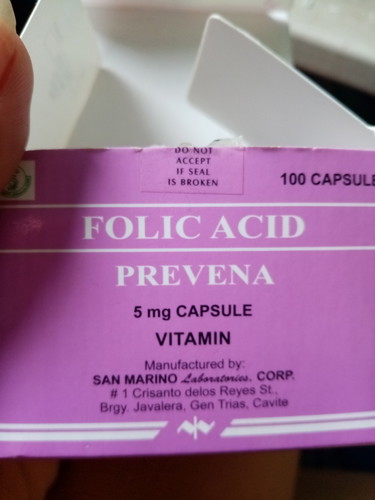 DO NOT
ACCEPT
IF SEAL
IS BROKEN
100 CAPSULE
FOLIC ACID
PREVENA
5 mg CAPSULE
VITAMIN
Manufactured by:
SAN MARINO Laboratories, CORP.
# 1 Crisanto delos Reyes St.,
Brgy. Javalera, Gen Trias, Cavite